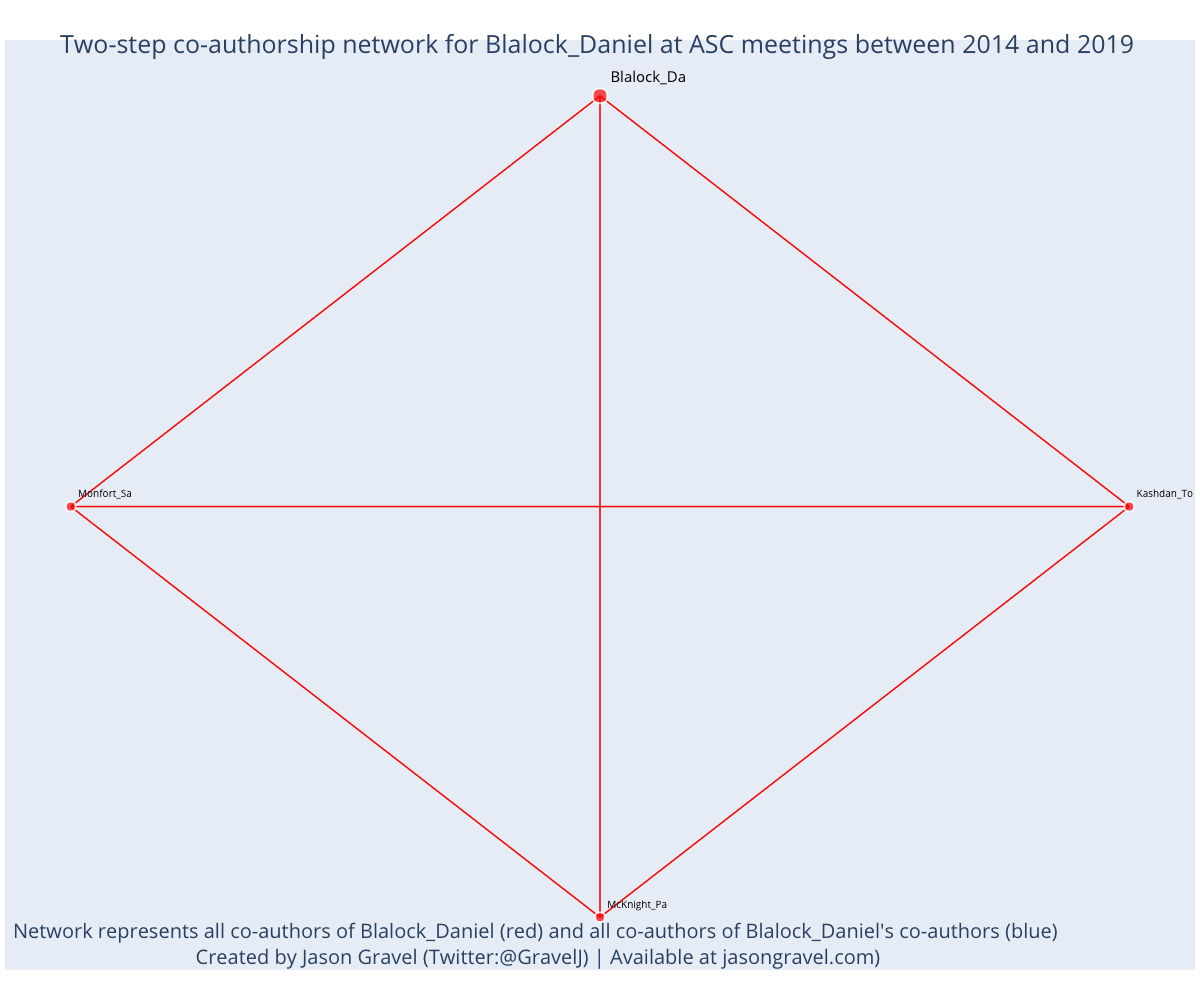 Two-step co-authorship network for Blalock_Daniel at ASC meetings between 2014 and 2019
Blalock_Da
Monfort_Sa
Kashdan_To
McKnight_Pa
Network represents all co-authors of Blalock_Daniel (red) and all co-authors of Blalock_Daniel's co-authors (blue)
Created by Jason Gravel (Twitter:@GravelJ) | Available at jasongravel.com)